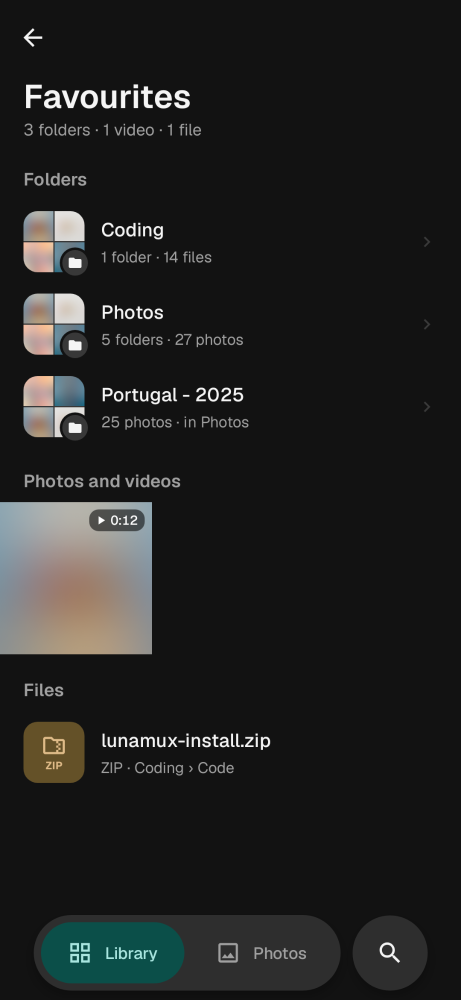 Favourites
3 folders · 1 video · 1 file
Folders
Coding
1 folder · 14 files
Photos
5 folders · 27 photos
Portugal - 2025
25 photos · in Photos
Photos and videos
0:12
Files
ZIP
lunamux-install.zip
ZIP · Coding › Code
Library
Photos